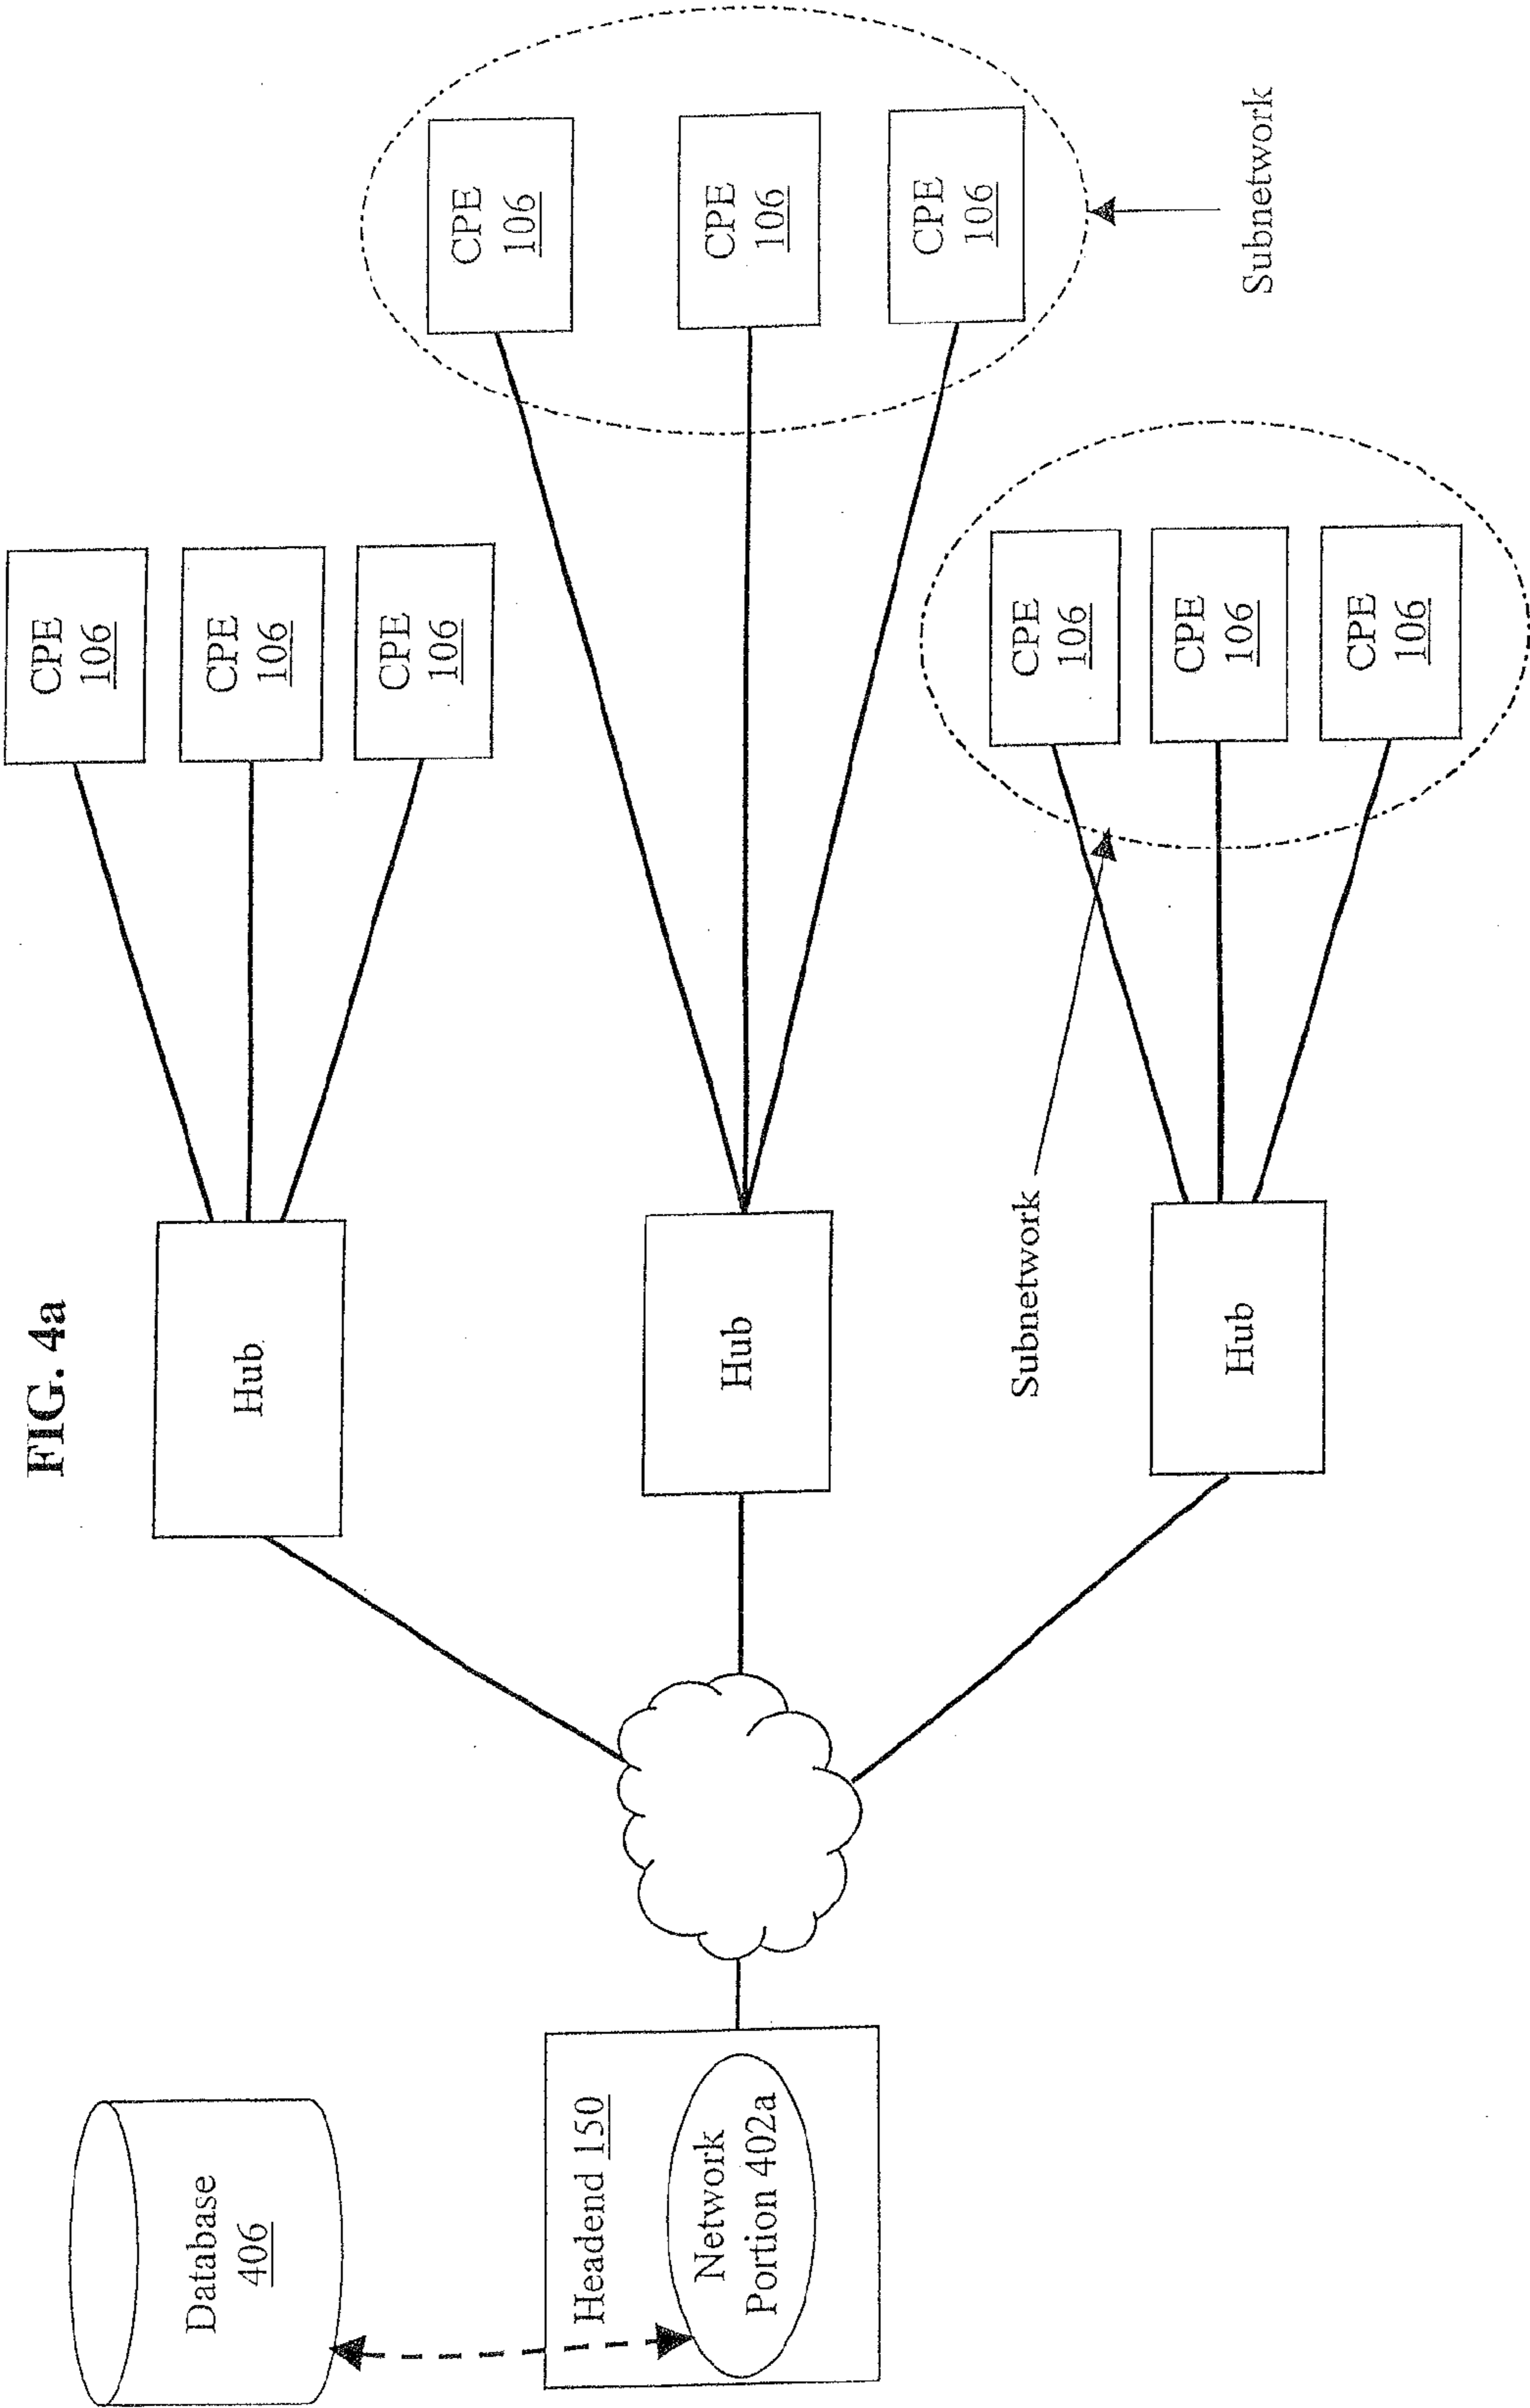 FIG. 4a
Database
406
Headend 150
Network
Portion 402a
Hub
Hub
Hub
CPE
106
CPE
106
CPE
106
CPE
106
CPE
106
CPE
106
Subnetwork
Subnetwork
CPE
106
CPE
106
CPE
106